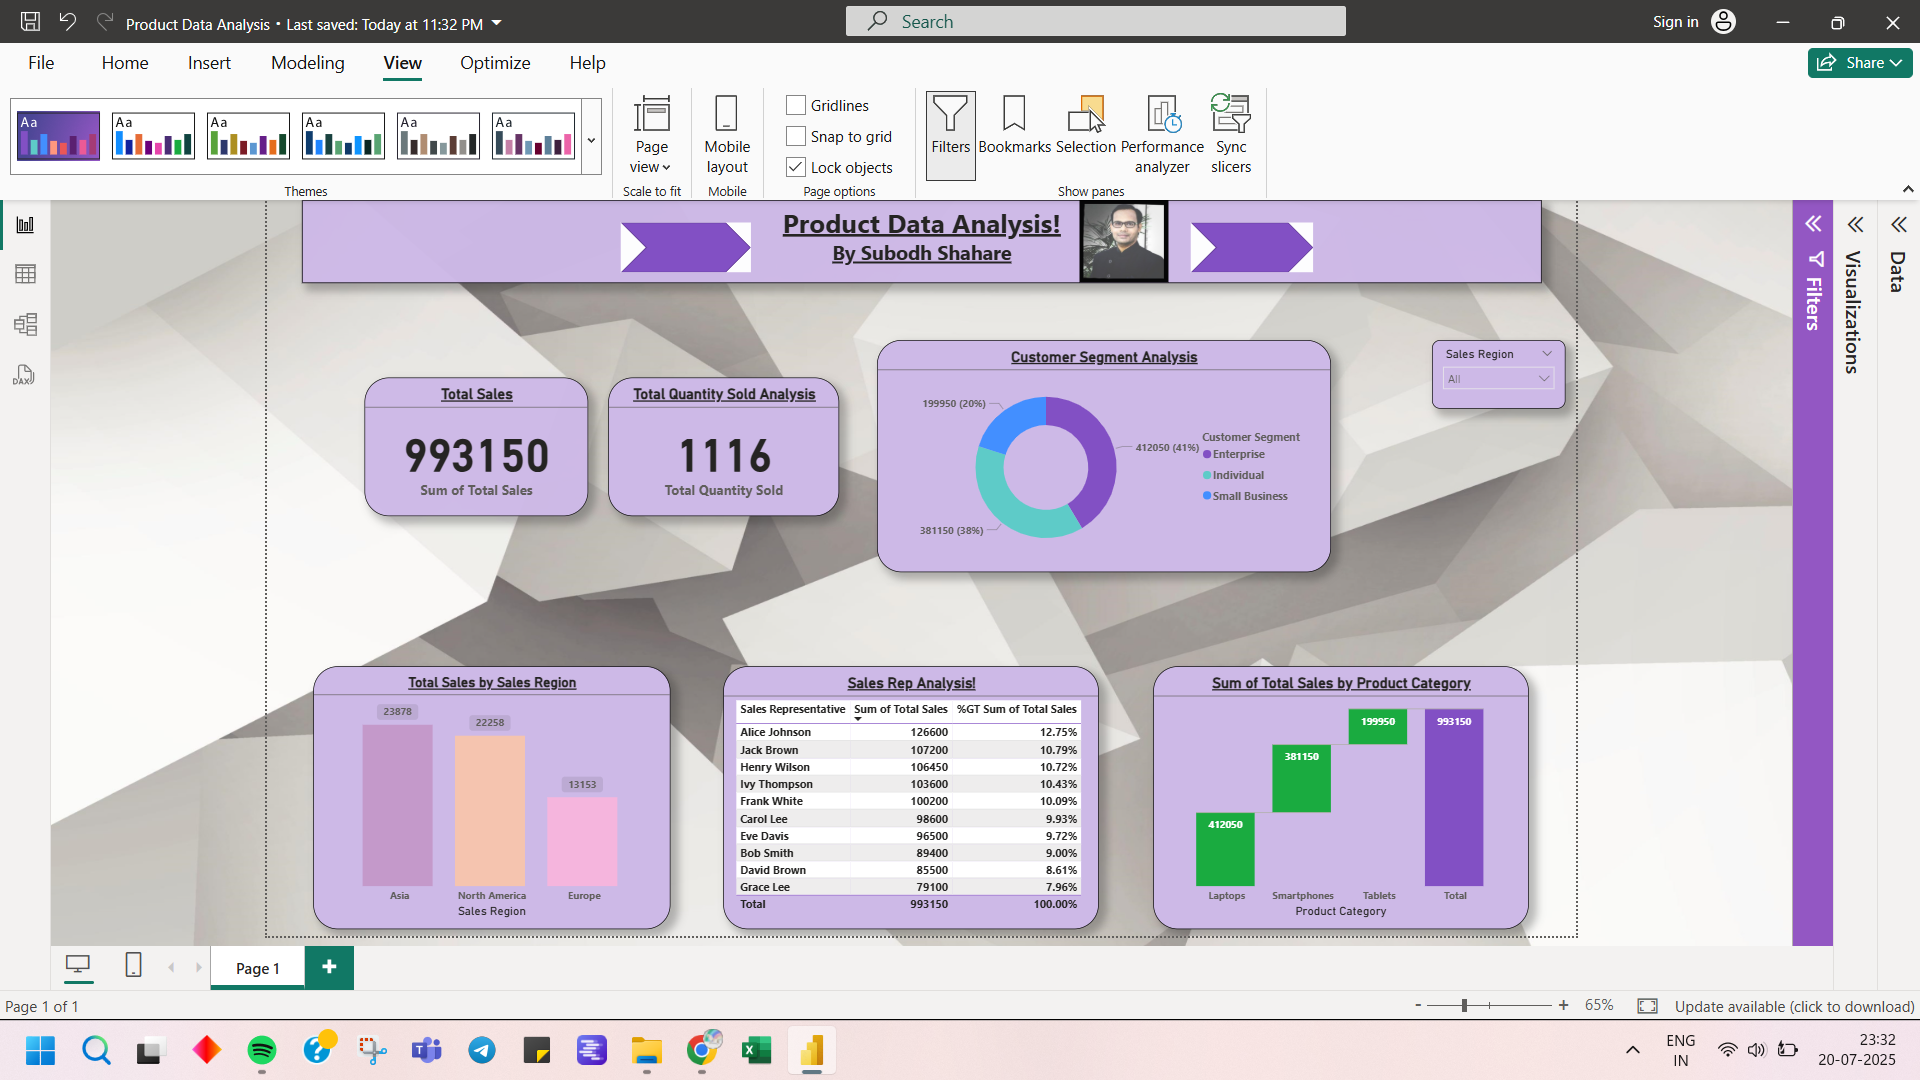 Product Data Analysis • Last saved: Today at 11:32 PM
Search
Sign in
File Home Insert Modeling View Optimize Help
Share
Aa Aa Aa Aa Aa Aa
Themes
Page view
Scale to fit
Mobile layout
Mobile
Gridlines
Snap to grid
Lock objects
Page options
Filters
Bookmarks
Selection
Performance analyzer
Sync slicers
Show panes
DAX
Product Data Analysis!
By Subodh Shahare
Filters
Visualizations
Data
Total Sales
993150
Sum of Total Sales
Total Quantity Sold Analysis
1116
Total Quantity Sold
Customer Segment Analysis
199950 (20%)
412050 (41%)
381150 (38%)
Customer Segment
Enterprise
Individual
Small Business
Sales Region
All
Total Sales by Sales Region
23878
22258
13153
Asia North America Europe
Sales Region
Sales Rep Analysis!
Sales Representative Sum of Total Sales %GT Sum of Total Sales
Alice Johnson 126600 12.75%
Jack Brown 107200 10.79%
Henry Wilson 106450 10.72%
Ivy Thompson 103600 10.43%
Frank White 100200 10.09%
Carol Lee 98600 9.93%
Eve Davis 96500 9.72%
Bob Smith 89400 9.00%
David Brown 85500 8.61%
Grace Lee 79100 7.96%
Total 993150 100.00%
Sum of Total Sales by Product Category
199950
993150
381150
412050
Laptops Smartphones Tablets Total
Product Category
Page 1
Page 1 of 1
- + 65%
Update available (click to download)
ENG
IN
23:32
20-07-2025